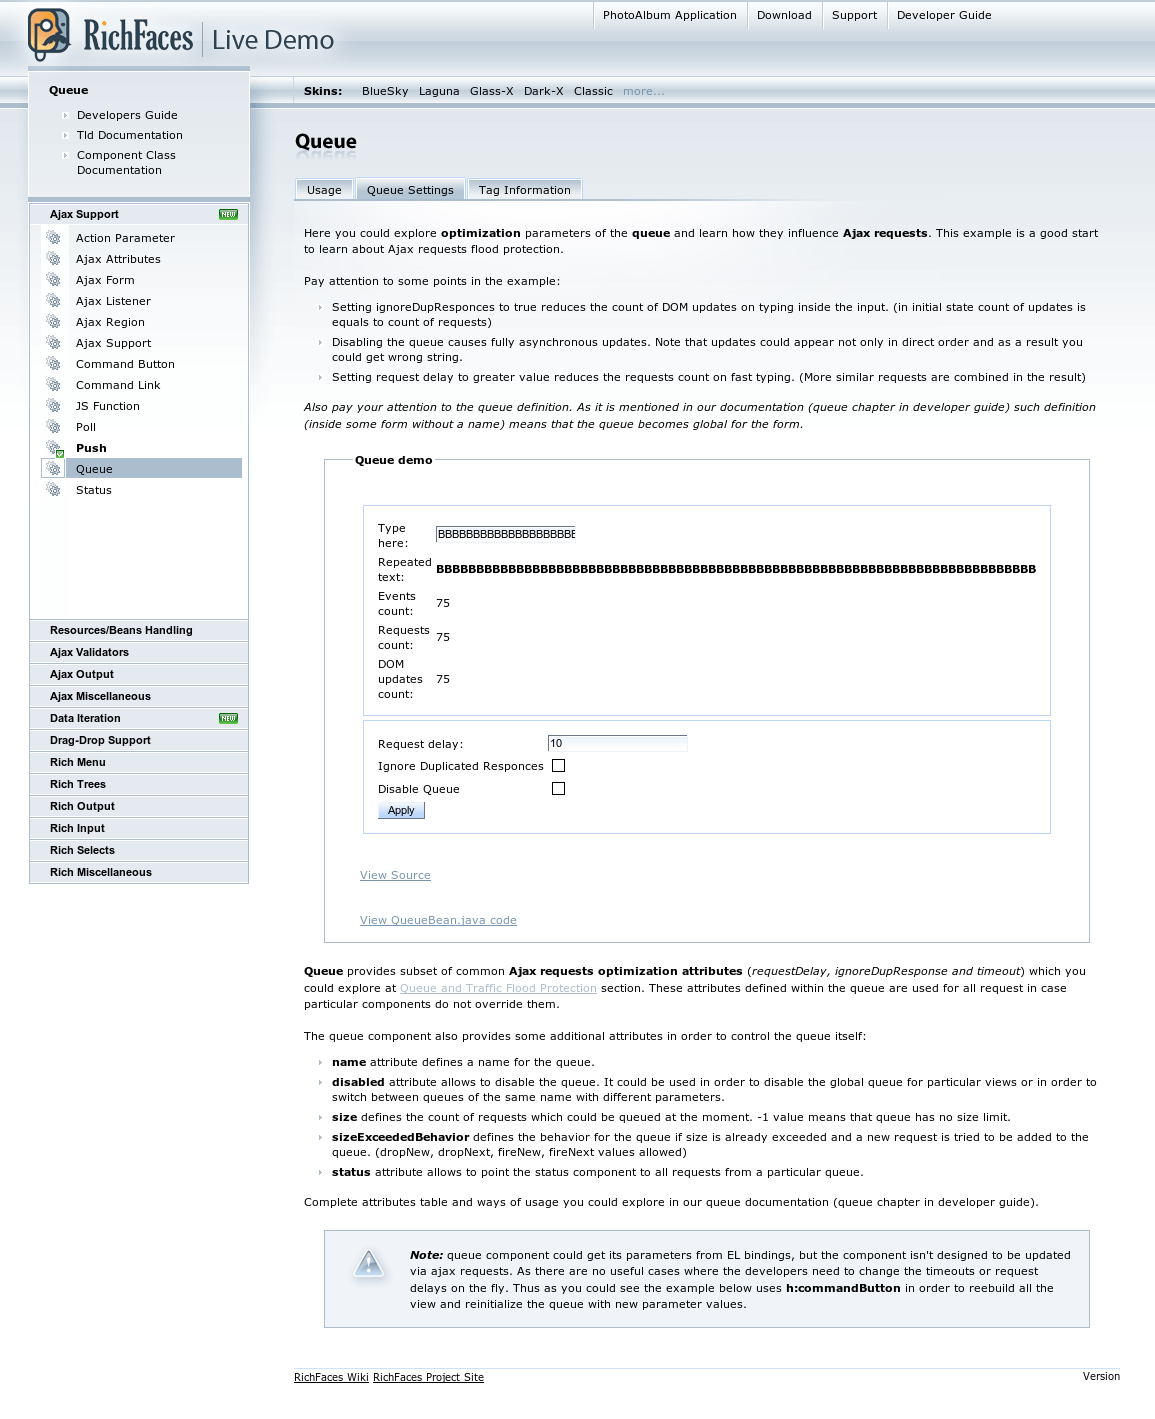 RichFaces Live Demo
PhotoAlbum Application Download Support Developer Guide
Queue
Developers Guide
Tld Documentation
Component Class
Documentation
Skins: BlueSky Laguna Glass-X Dark-X Classic more...
Ajax Support NEW
Action Parameter
Ajax Attributes
Ajax Form
Ajax Listener
Ajax Region
Ajax Support
Command Button
Command Link
JS Function
Poll
Push
Queue
Status
Resources/Beans Handling
Ajax Validators
Ajax Output
Ajax Miscellaneous
Data Iteration NEW
Drag-Drop Support
Rich Menu
Rich Trees
Rich Output
Rich Input
Rich Selects
Rich Miscellaneous
Queue
Usage Queue Settings Tag Information
Here you could explore optimization parameters of the queue and learn how they influence Ajax requests. This example is a good start
to learn about Ajax requests flood protection.
Pay attention to some points in the example:
Setting ignoreDupResponces to true reduces the count of DOM updates on typing inside the input. (in initial state count of updates is
equals to count of requests)
Disabling the queue causes fully asynchronous updates. Note that updates could appear not only in direct order and as a result you
could get wrong string.
Setting request delay to greater value reduces the requests count on fast typing. (More similar requests are combined in the result)
Also pay your attention to the queue definition. As it is mentioned in our documentation (queue chapter in developer guide) such definition
(inside some form without a name) means that the queue becomes global for the form.
Queue demo
Type
here:
BBBBBBBBBBBBBBBBBBBB
Repeated
text:
BBBBBBBBBBBBBBBBBBBBBBBBBBBBBBBBBBBBBBBBBBBBBBBBBBBBBBBBBBBBBBBBBBBBBBBBBBB
Events
count:
75
Requests
count:
75
DOM
updates
count:
75
Request delay: 10
Ignore Duplicated Responces
Disable Queue
Apply
View Source
View QueueBean.java code
Queue provides subset of common Ajax requests optimization attributes (requestDelay, ignoreDupResponse and timeout) which you
could explore at Queue and Traffic Flood Protection section. These attributes defined within the queue are used for all request in case
particular components do not override them.
The queue component also provides some additional attributes in order to control the queue itself:
name attribute defines a name for the queue.
disabled attribute allows to disable the queue. It could be used in order to disable the global queue for particular views or in order to
switch between queues of the same name with different parameters.
size defines the count of requests which could be queued at the moment. -1 value means that queue has no size limit.
sizeExceededBehavior defines the behavior for the queue if size is already exceeded and a new request is tried to be added to the
queue. (dropNew, dropNext, fireNew, fireNext values allowed)
status attribute allows to point the status component to all requests from a particular queue.
Complete attributes table and ways of usage you could explore in our queue documentation (queue chapter in developer guide).
Note: queue component could get its parameters from EL bindings, but the component isn't designed to be updated
via ajax requests. As there are no useful cases where the developers need to change the timeouts or request
delays on the fly. Thus as you could see the example below uses h:commandButton in order to reebuild all the
view and reinitialize the queue with new parameter values.
RichFaces Wiki RichFaces Project Site
Version